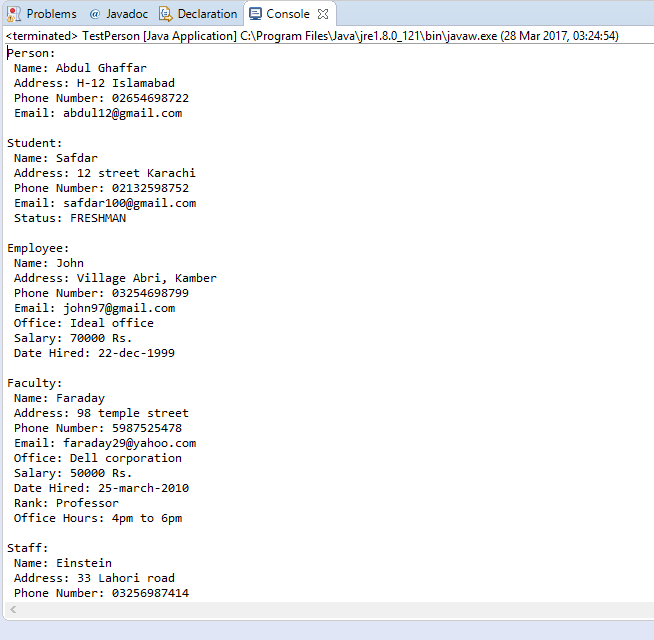 Problems @ Javadoc Declaration Console
<terminated> TestPerson [Java Application] C:\Program Files\Java\jre1.8.0_121\bin\javaw.exe (28 Mar 2017, 03:24:54)
Person:
Name: Abdul Ghaffar
Address: H-12 Islamabad
Phone Number: 02654698722
Email: abdul12@gmail.com

Student:
Name: Safdar
Address: 12 street Karachi
Phone Number: 02132598752
Email: safdar100@gmail.com
Status: FRESHMAN

Employee:
Name: John
Address: Village Abri, Kamber
Phone Number: 03254698799
Email: john97@gmail.com
Office: Ideal office
Salary: 70000 Rs.
Date Hired: 22-dec-1999

Faculty:
Name: Faraday
Address: 98 temple street
Phone Number: 5987525478
Email: faraday29@yahoo.com
Office: Dell corporation
Salary: 50000 Rs.
Date Hired: 25-march-2010
Rank: Professor
Office Hours: 4pm to 6pm

Staff:
Name: Einstein
Address: 33 Lahori road
Phone Number: 03256987414